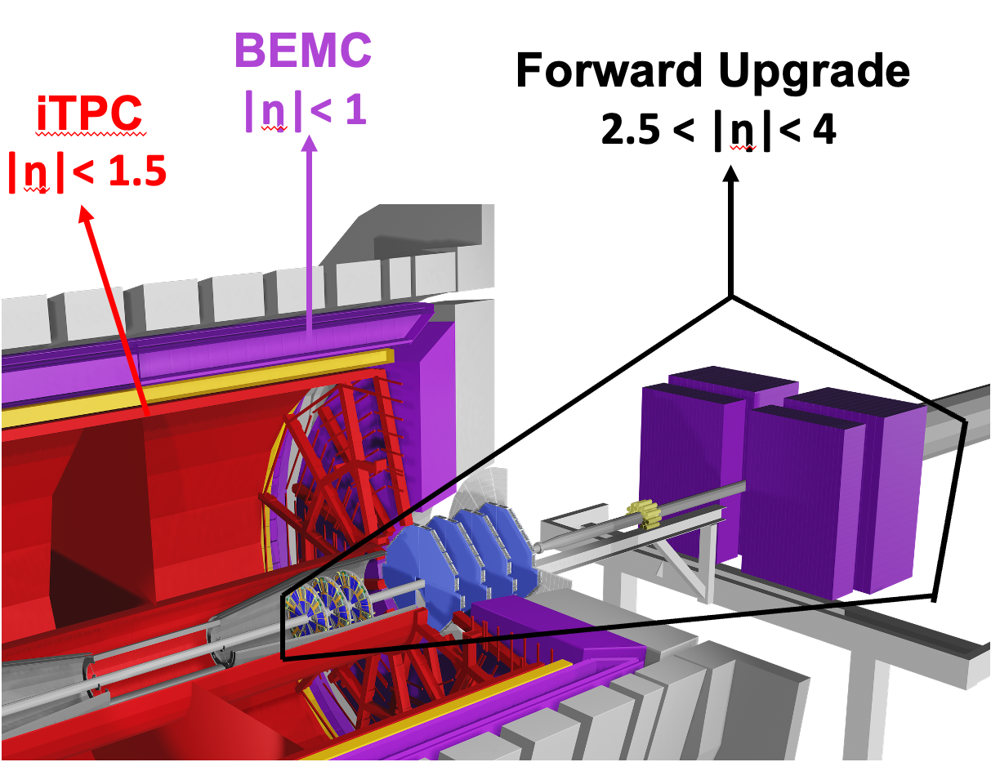 BEMC
|η|< 1
Forward Upgrade
2.5 < |η|< 4
iTPC
|η|< 1.5